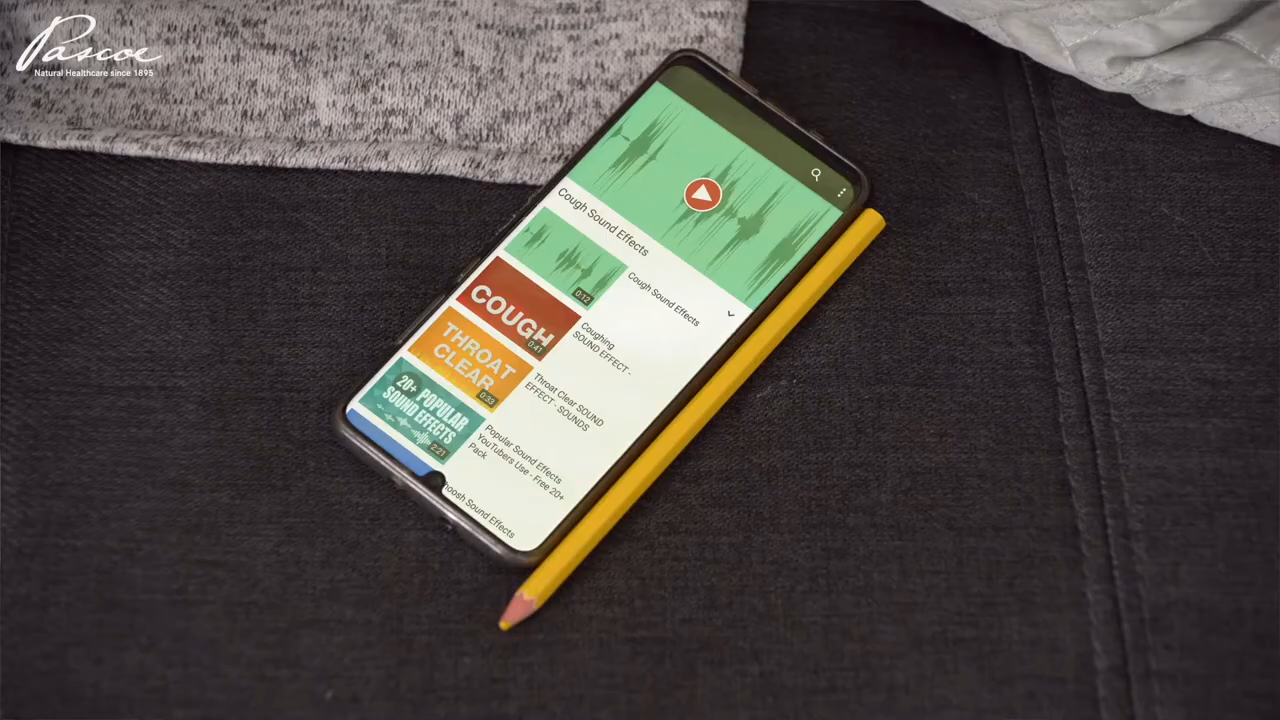 Pascoe
Natural Healthcare since 1895
Cough Sound Effects
0:12
Cough Sound Effects
COUGH
0:41
Coughing
SOUND EFFECT -
THROAT
CLEAR
0:33
Throat Clear SOUND
EFFECT - SOUNDS
20+ POPULAR
SOUND EFFECTS
2:21
Popular Sound Effects
YouTubers Use - Free 20+
Pack
hoosh Sound Effects